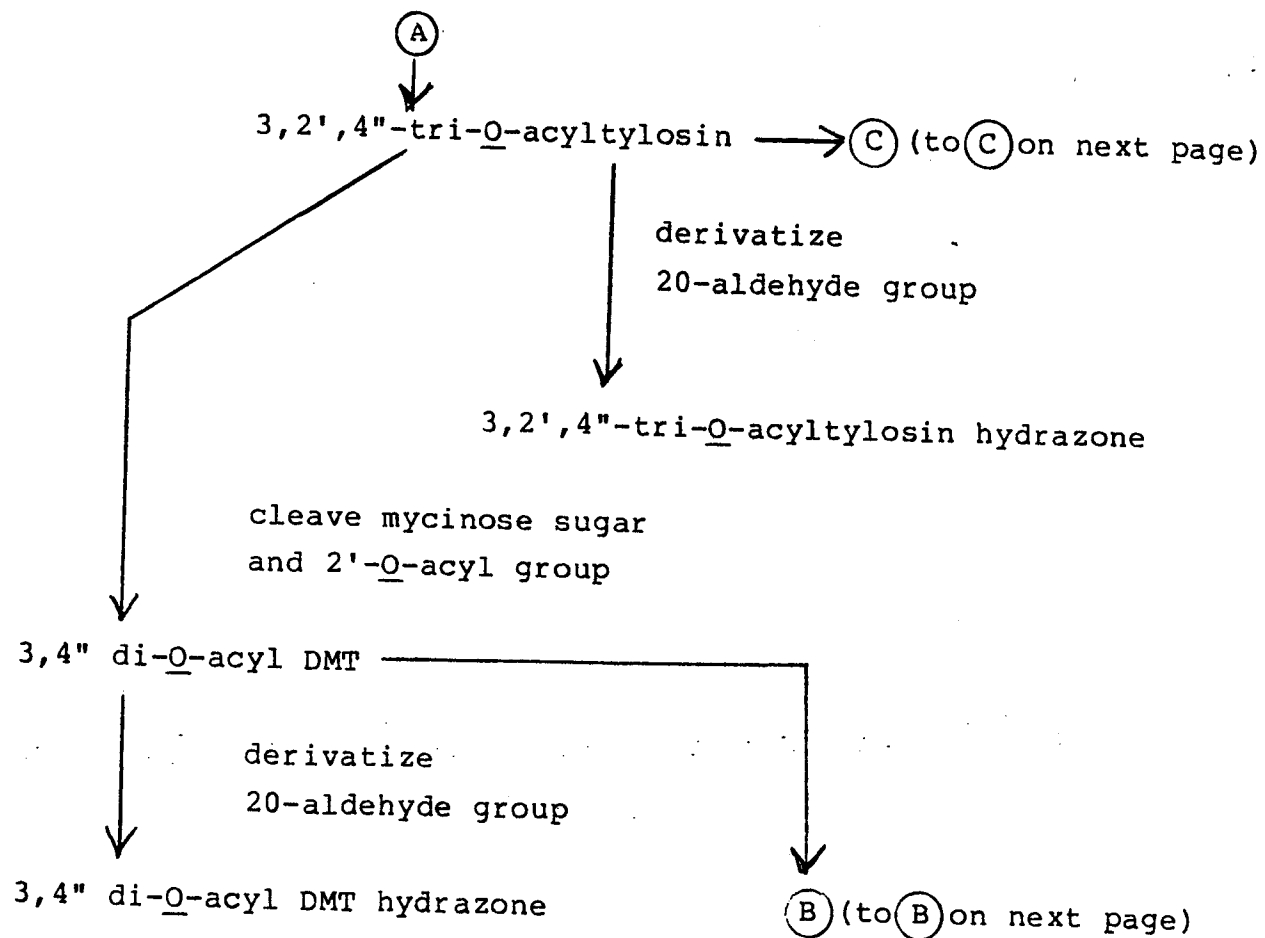 A
3,2',4"-tri-O-acyltylosin
C (to C on next page)
derivatize
20-aldehyde group
3,2',4"-tri-O-acyltylosin hydrazone
cleave mycinose sugar
and 2'-O-acyl group
3,4" di-O-acyl DMT
derivatize
20-aldehyde group
3,4" di-O-acyl DMT hydrazone
B (to B on next page)